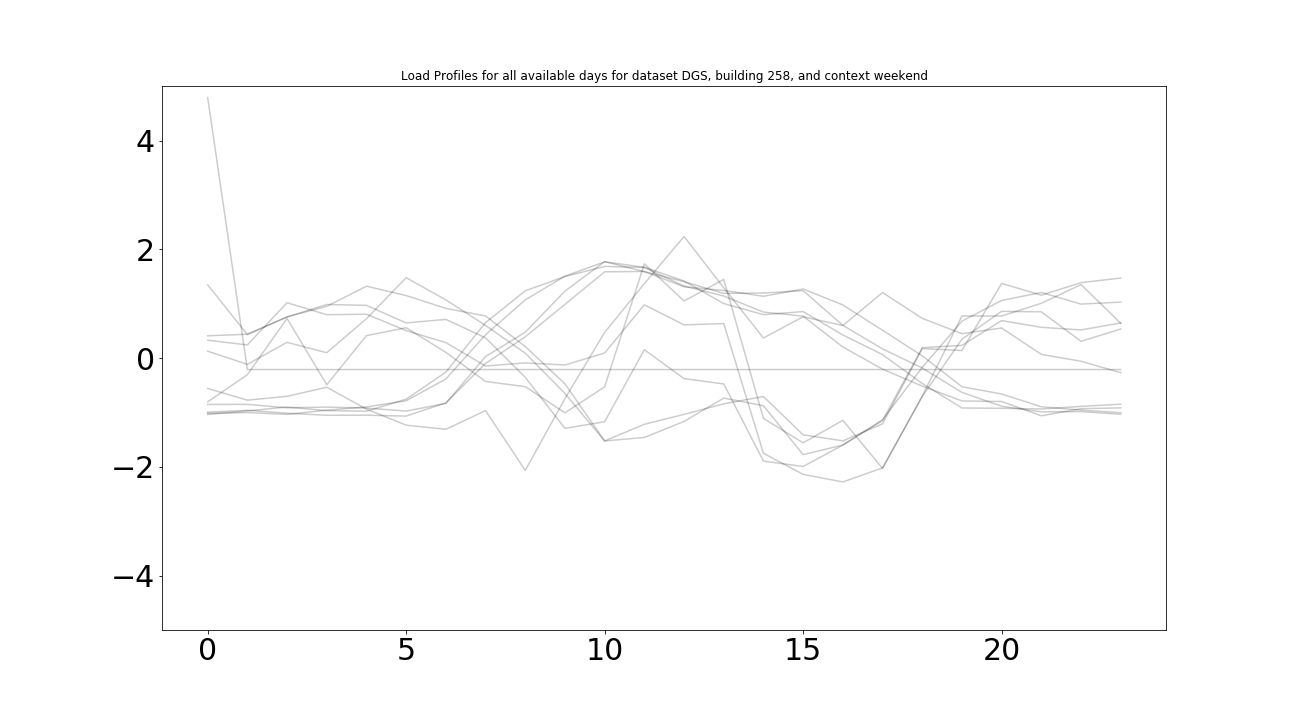 Load Profiles for all available days for dataset DGS, building 258, and context weekend
4
2
0
−2
−4
0 5 10 15 20